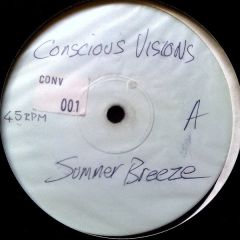 Conscious Visions
CONV
001
45RPM
A
Summer Breeze